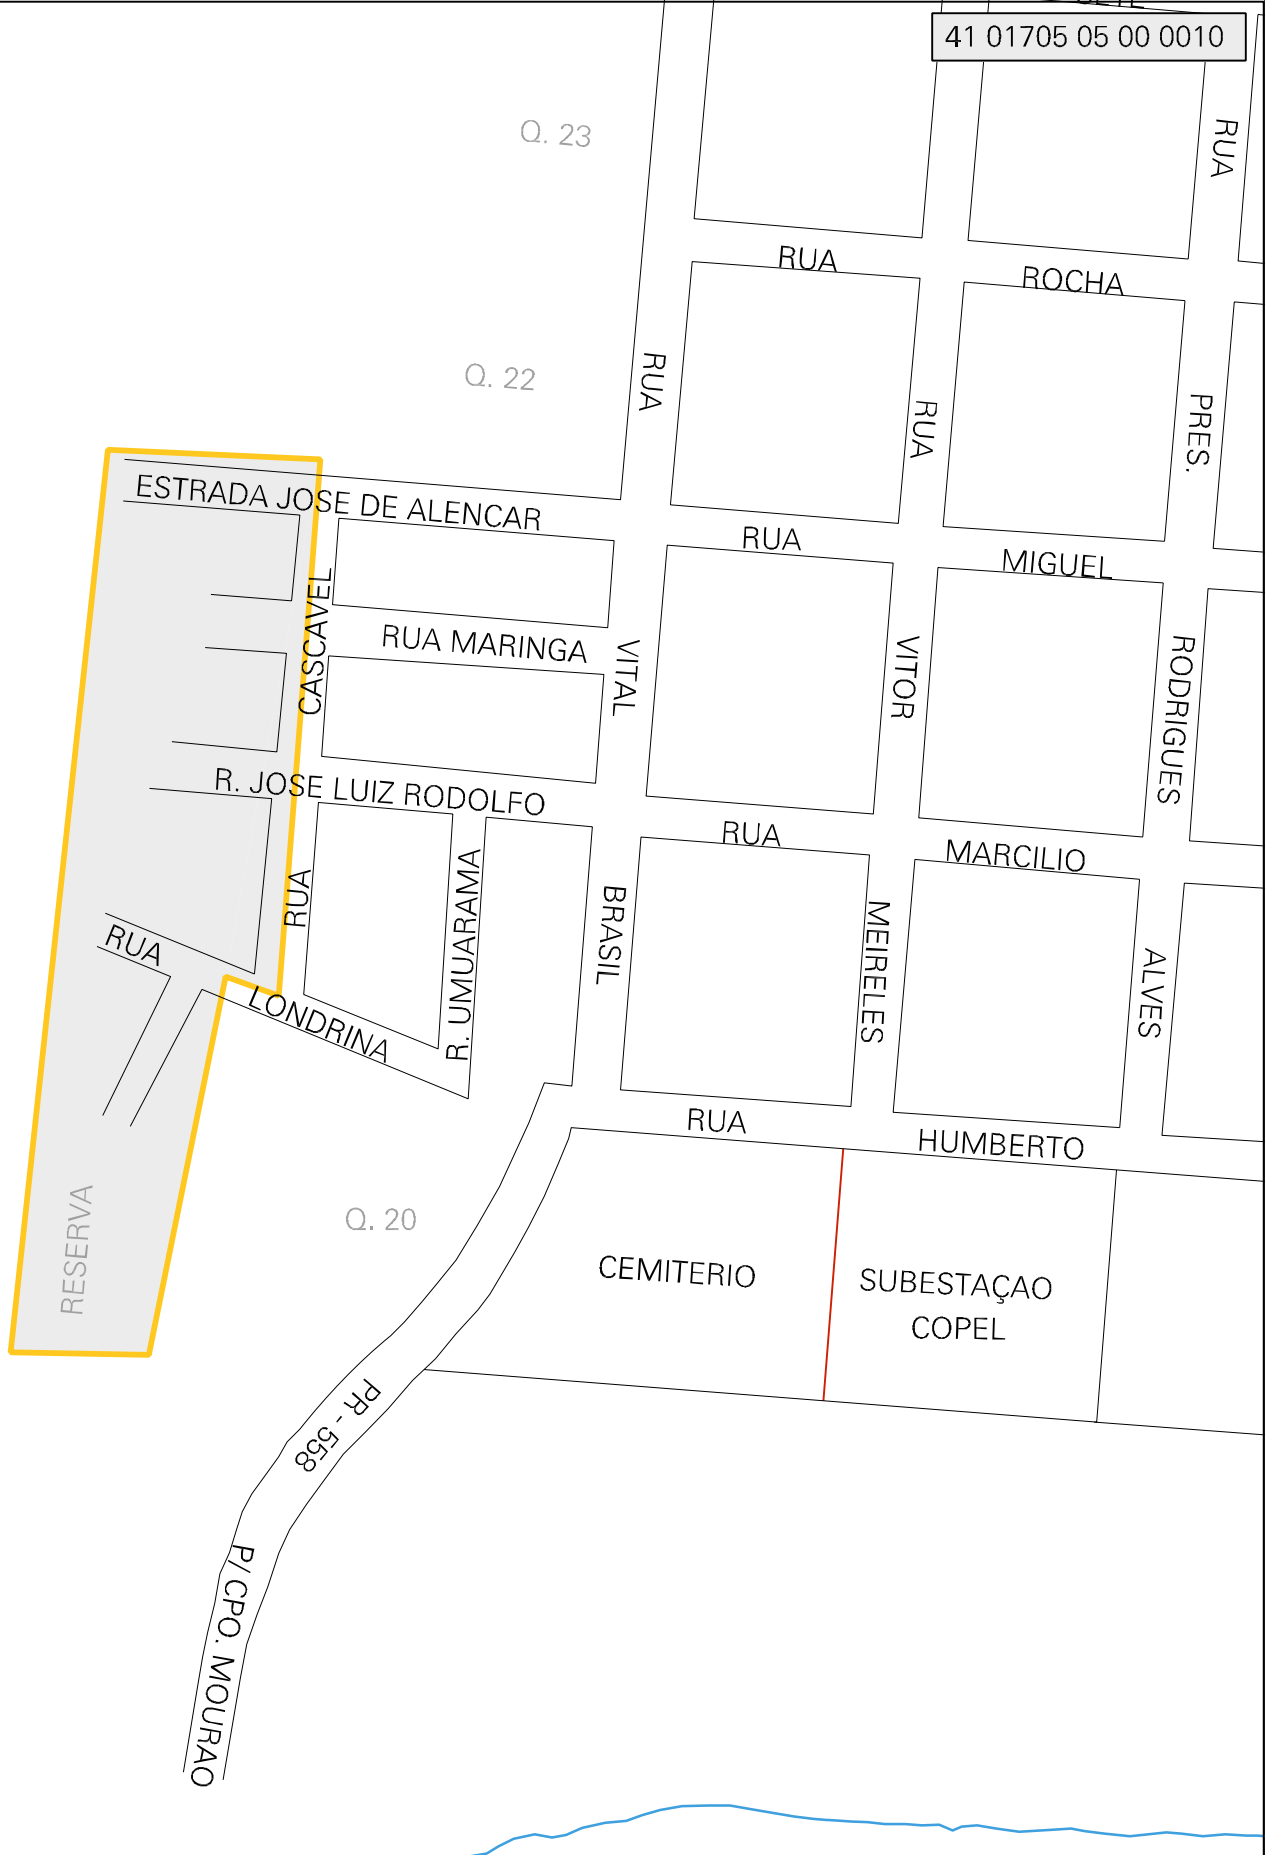 41 01705 05 00 0010
Q. 23
RUA
RUA
ROCHA
Q. 22
RUA
RUA
PRES.
ESTRADA JOSE DE ALENCAR
RUA
MIGUEL
CASCAVEL
RUA MARINGA
VITAL
VITOR
RODRIGUES
R. JOSE LUIZ RODOLFO
RUA
MARCILIO
RUA
R. UMUARAMA
BRASIL
MEIRELES
ALVES
RUA
LONDRINA
RUA
HUMBERTO
RESERVA
Q. 20
CEMITERIO
SUBESTAÇAO
COPEL
PR - 558
P/ CPO. MOURAO